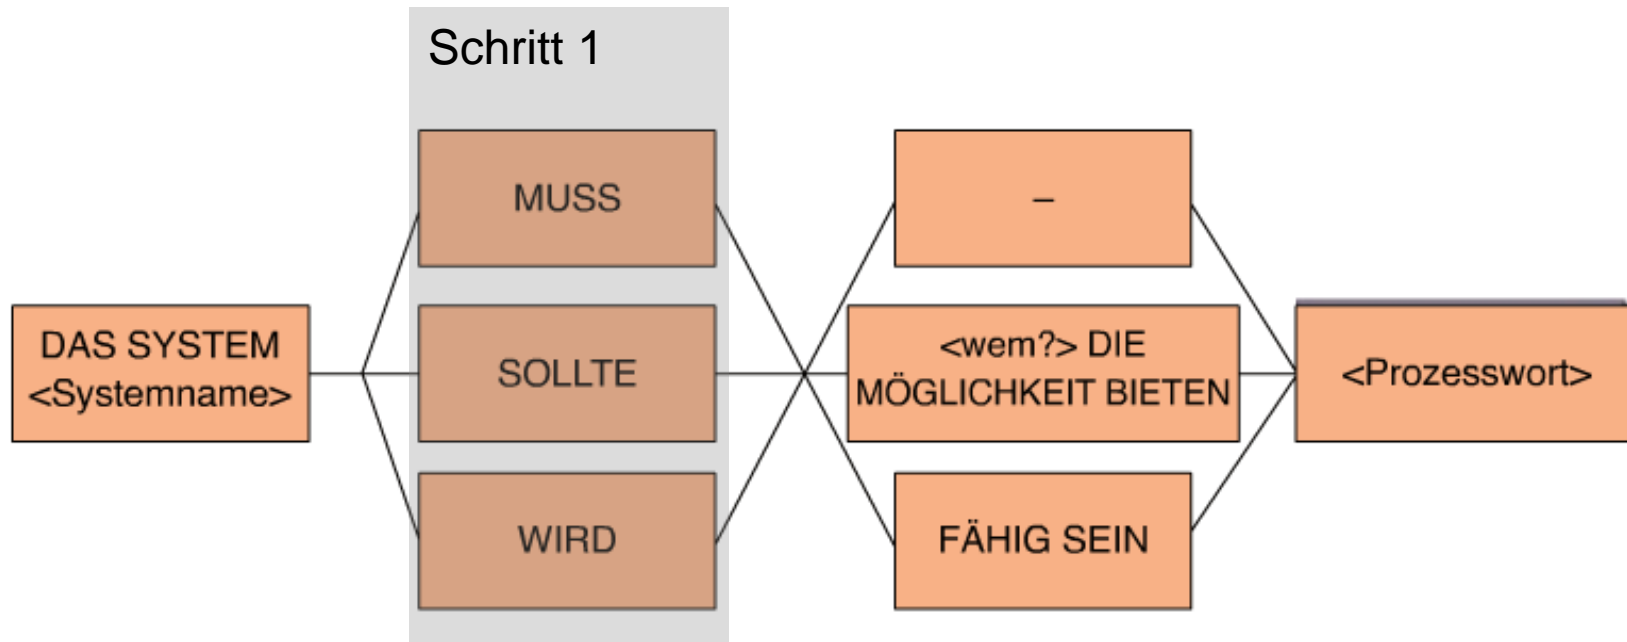 Schritt 1
DAS SYSTEM
<Systemname>
MUSS
SOLLTE
WIRD
–
<wem?> DIE
MÖGLICHKEIT BIETEN
FÄHIG SEIN
<Prozesswort>